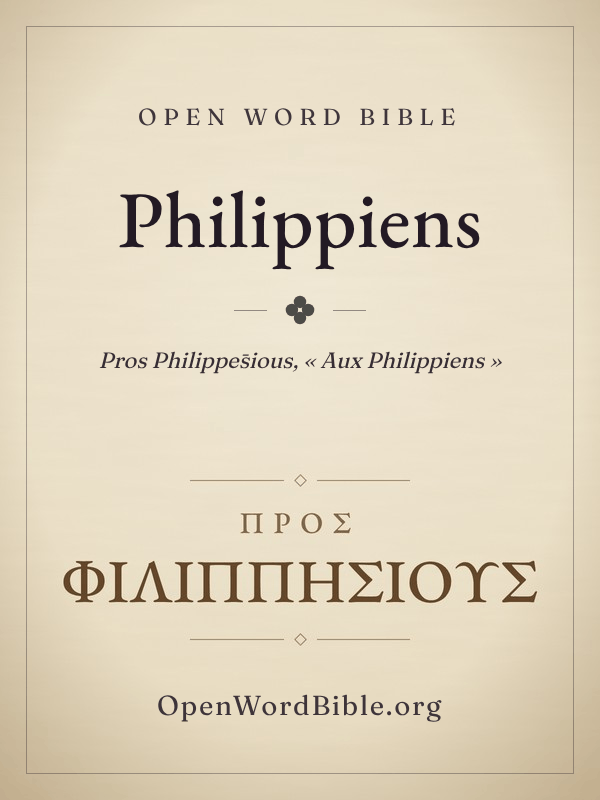 OPEN WORD BIBLE
Philippiens
Pros Philippēsious, « Aux Philippiens »
ΠΡΟΣ
ΦΙΛΙΠΠΗΣΙΟΥΣ
OpenWordBible.org